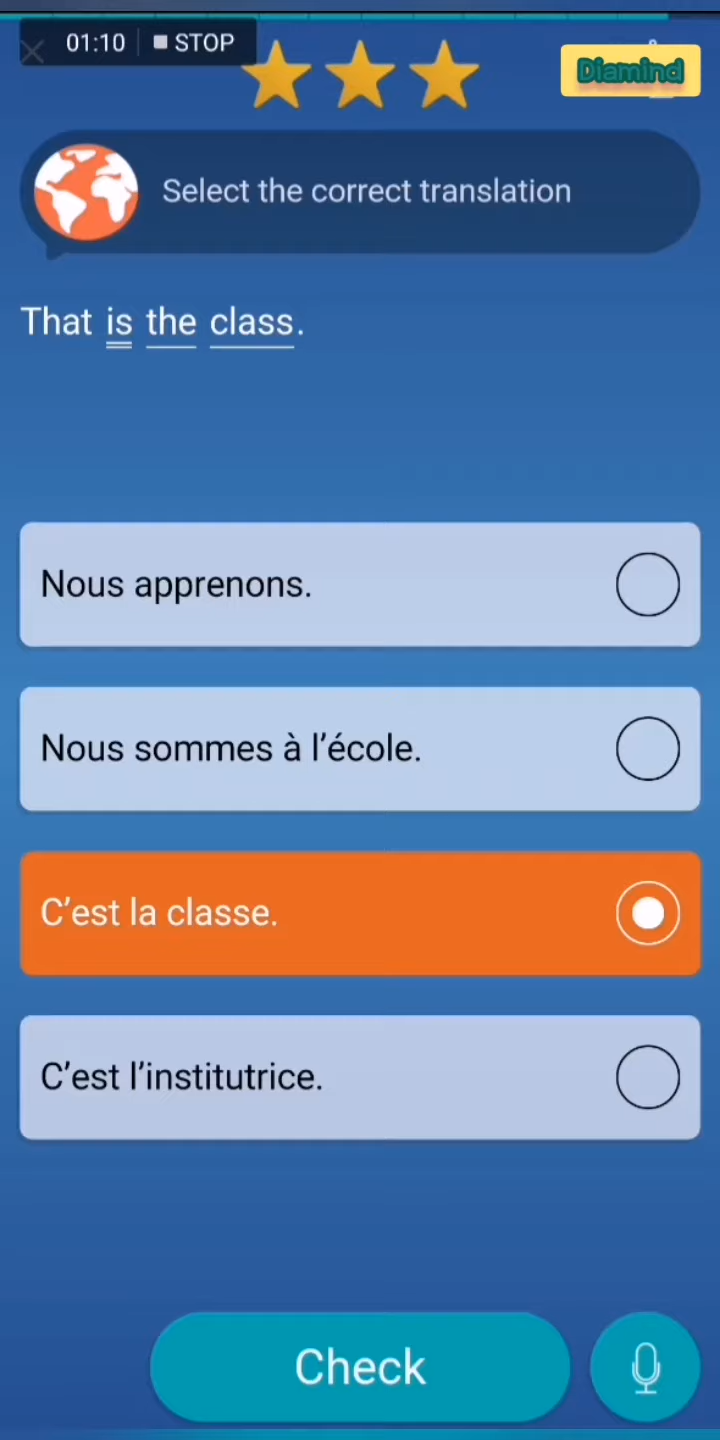 01:10 STOP
Diamind
Select the correct translation
That is the class.
Nous apprenons.
Nous sommes à l’école.
C’est la classe.
C’est l’institutrice.
Check